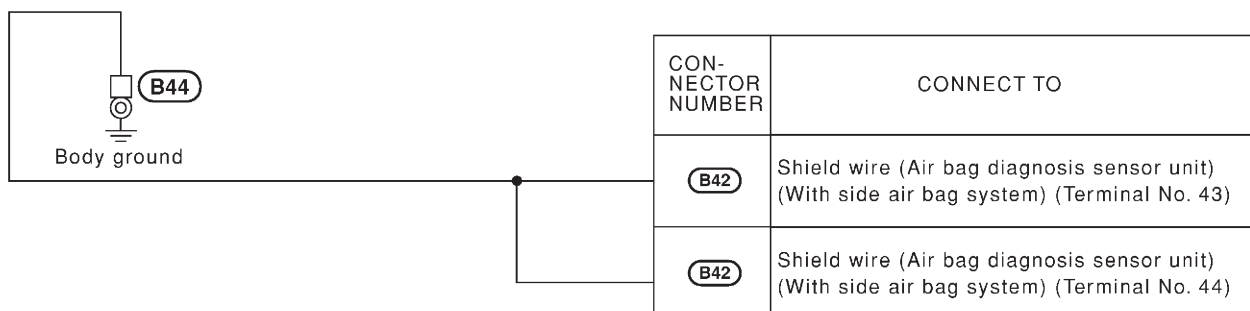 B44
Body ground
CON-
NECTOR
NUMBER
CONNECT TO
B42
Shield wire (Air bag diagnosis sensor unit)
(With side air bag system) (Terminal No. 43)
B42
Shield wire (Air bag diagnosis sensor unit)
(With side air bag system) (Terminal No. 44)